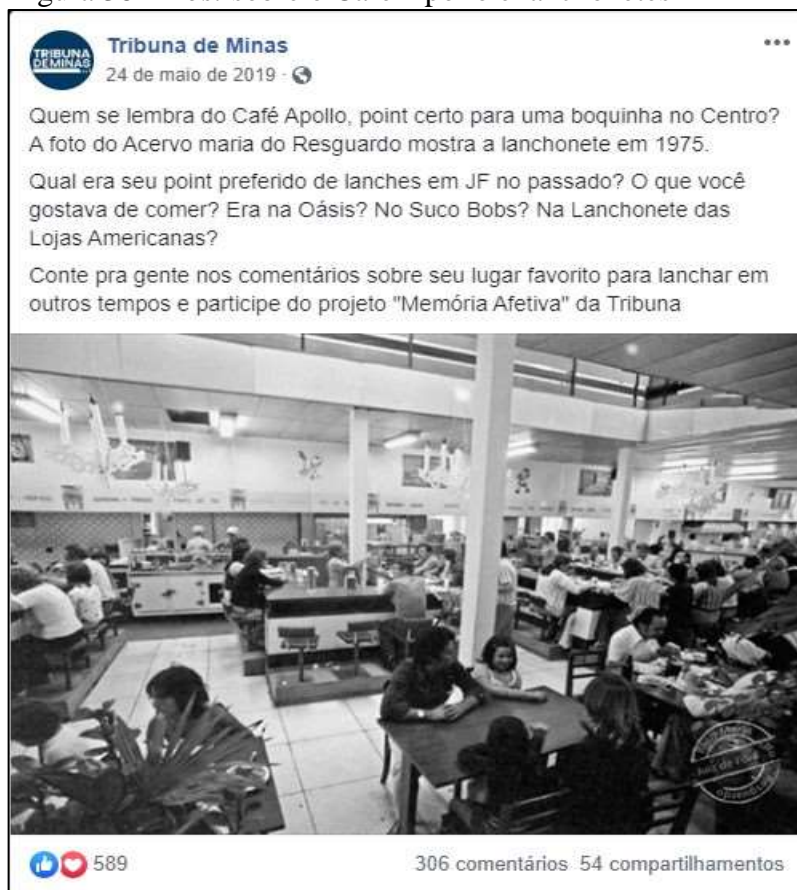 TRIBUNA
DEMINAS
Tribuna de Minas
24 de maio de 2019 ·
Quem se lembra do Café Apollo, point certo para uma boquinha no Centro?
A foto do Acervo maria do Resguardo mostra a lanchonete em 1975.
Qual era seu point preferido de lanches em JF no passado? O que você
gostava de comer? Era na Oásis? No Suco Bobs? Na Lanchonete das
Lojas Americanas?
Conte pra gente nos comentários sobre seu lugar favorito para lanchar em
outros tempos e participe do projeto "Memória Afetiva" da Tribuna
589
306 comentários 54 compartilhamentos